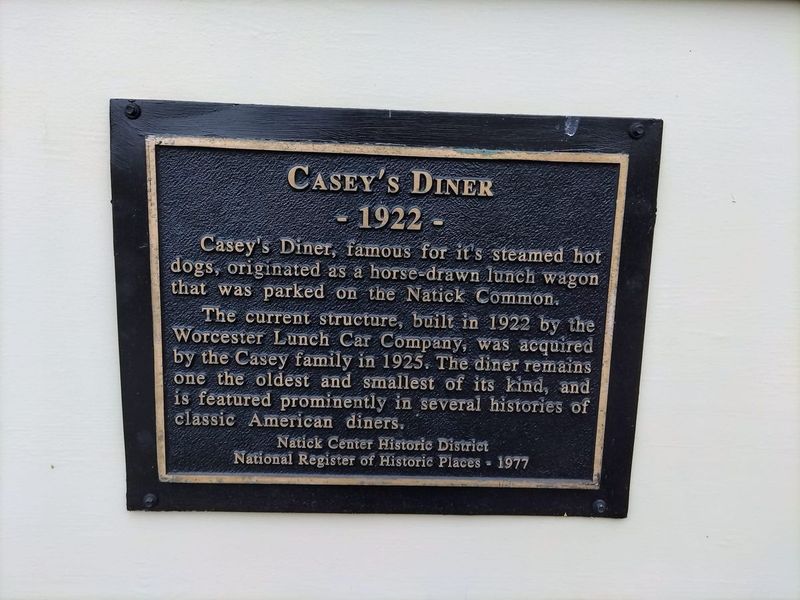 CASEY'S DINER
- 1922 -
Casey's Diner, famous for it's steamed hot
dogs, originated as a horse-drawn lunch wagon
that was parked on the Natick Common.
The current structure, built in 1922 by the
Worcester Lunch Car Company, was acquired
by the Casey family in 1925. The diner remains
one the oldest and smallest of its kind, and
is featured prominently in several histories of
classic American diners.
Natick Center Historic District
National Register of Historic Places - 1977